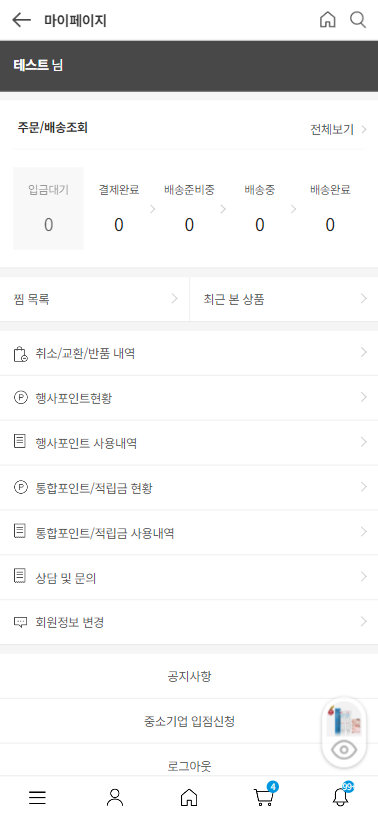 마이페이지
테스트 님
주문/배송조회
전체보기
입금대기 결제완료 배송준비중 배송중 배송완료
0 0 0 0 0
찜 목록 최근 본 상품
취소/교환/반품 내역
행사포인트현황
행사포인트 사용내역
통합포인트/적립금 현황
통합포인트/적립금 사용내역
상담 및 문의
회원정보 변경
공지사항
중소기업 입점신청
로그아웃
4 99+